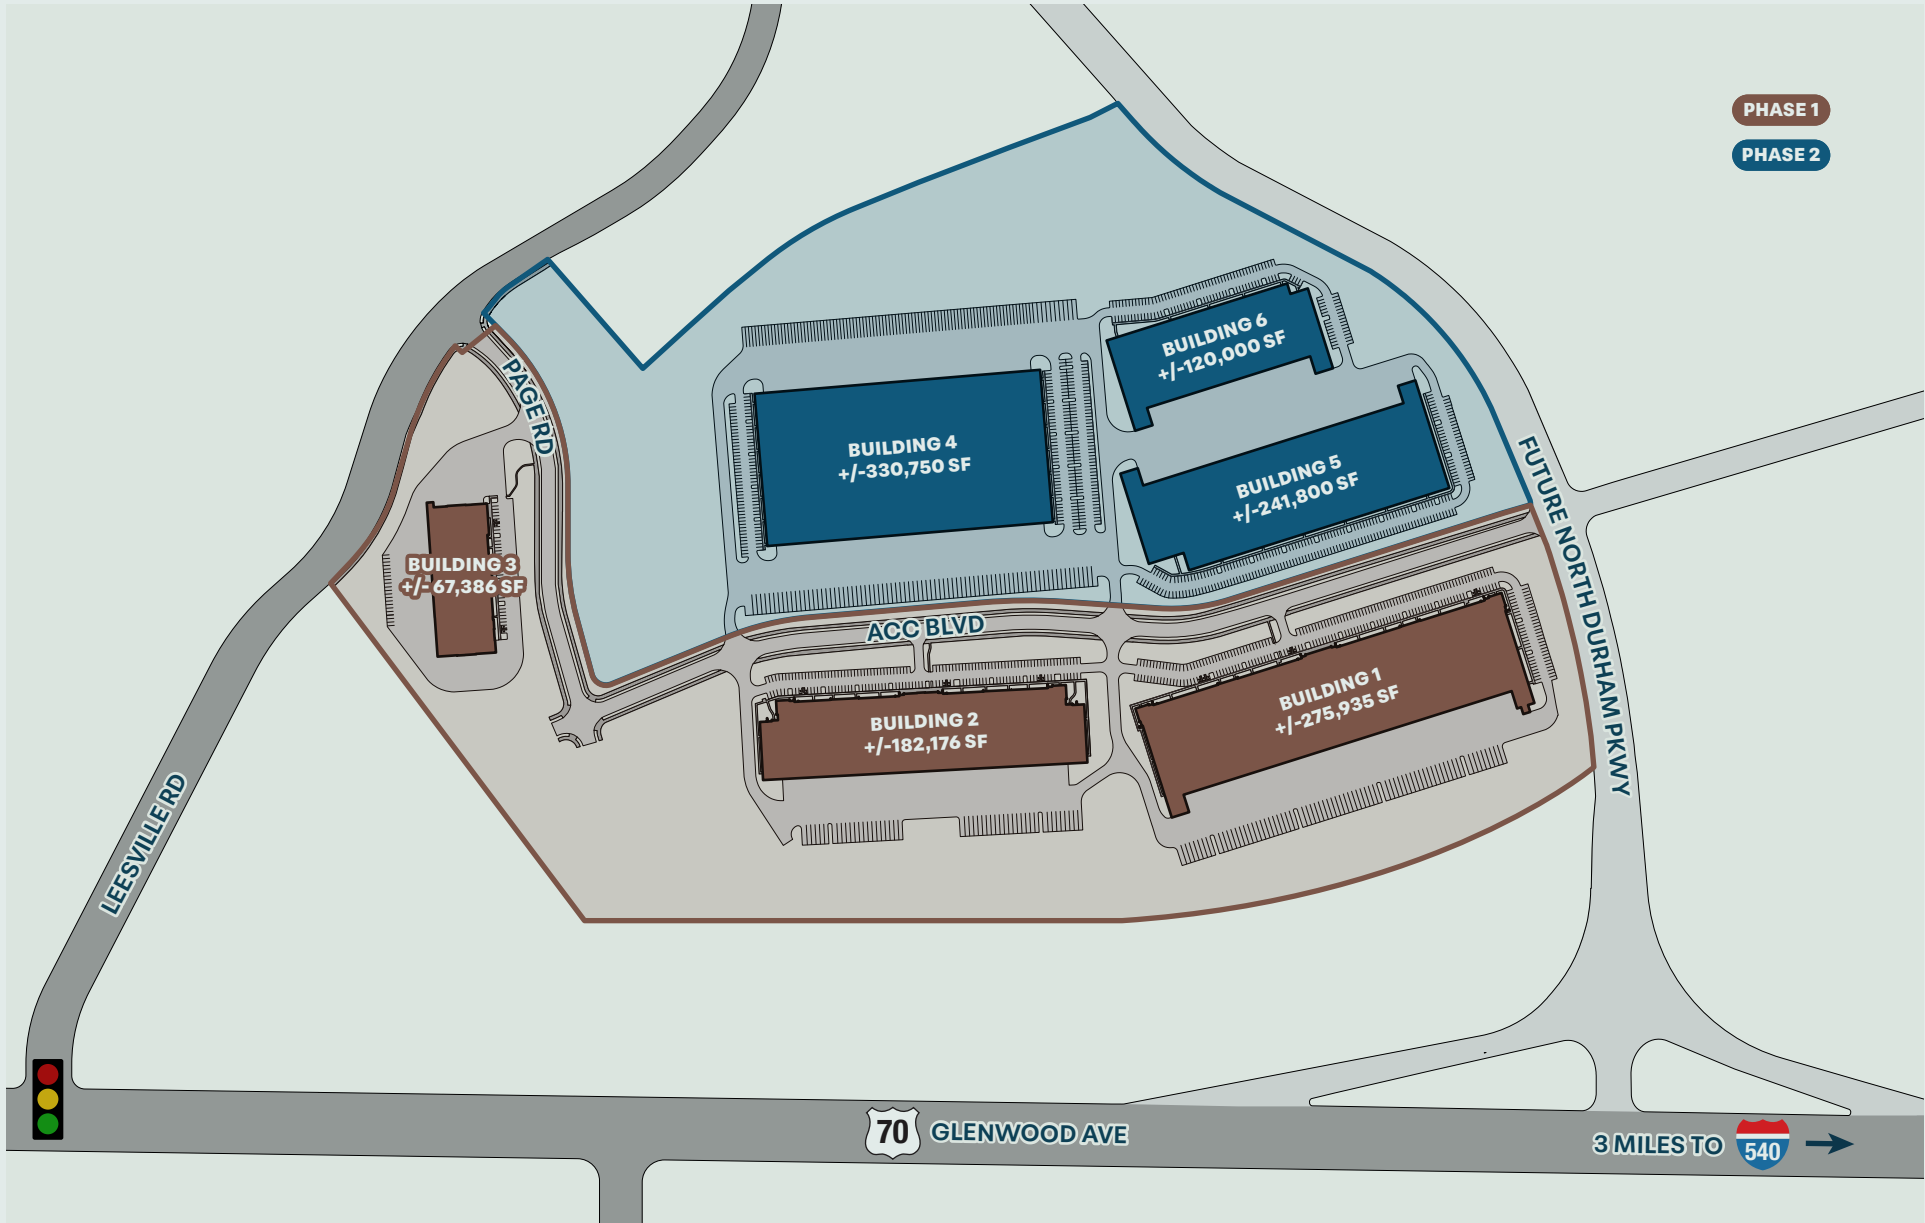 PHASE 1
PHASE 2
BUILDING 6
+/-120,000 SF
PAGE RD
BUILDING 4
+/-330,750 SF
BUILDING 5
+/-241,800 SF
FUTURE NORTH DURHAM PKWY
BUILDING 3
+/-67,386 SF
ACC BLVD
BUILDING 1
+/-275,935 SF
BUILDING 2
+/-182,176 SF
LEESVILLE RD
70 GLENWOOD AVE
3 MILES TO 540